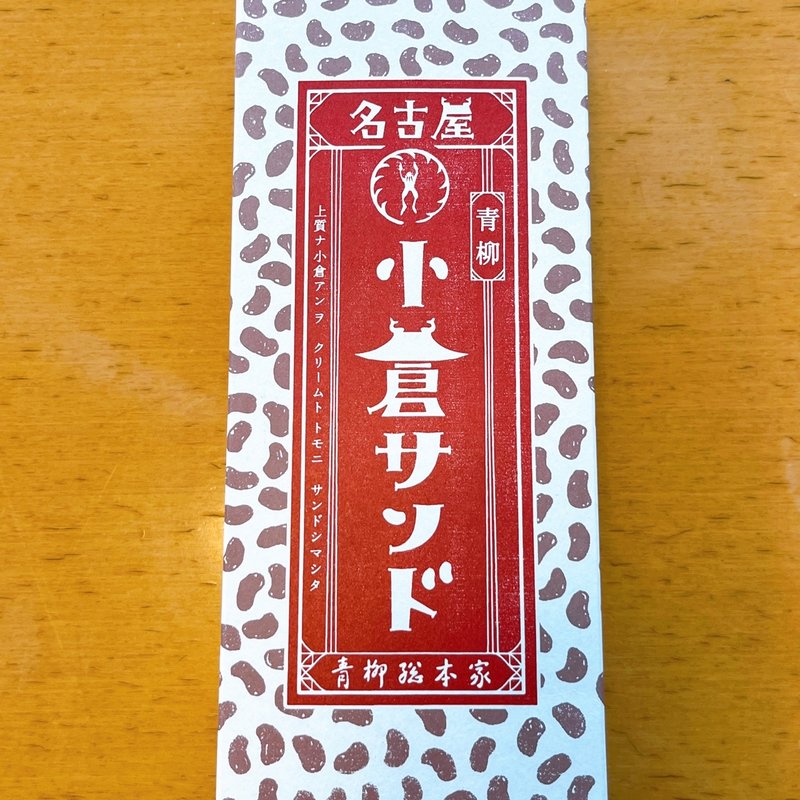 名古屋
青柳
小倉サンド
上質ナ小倉アンヲ クリームト トモニ サンドシマシタ
青柳総本家